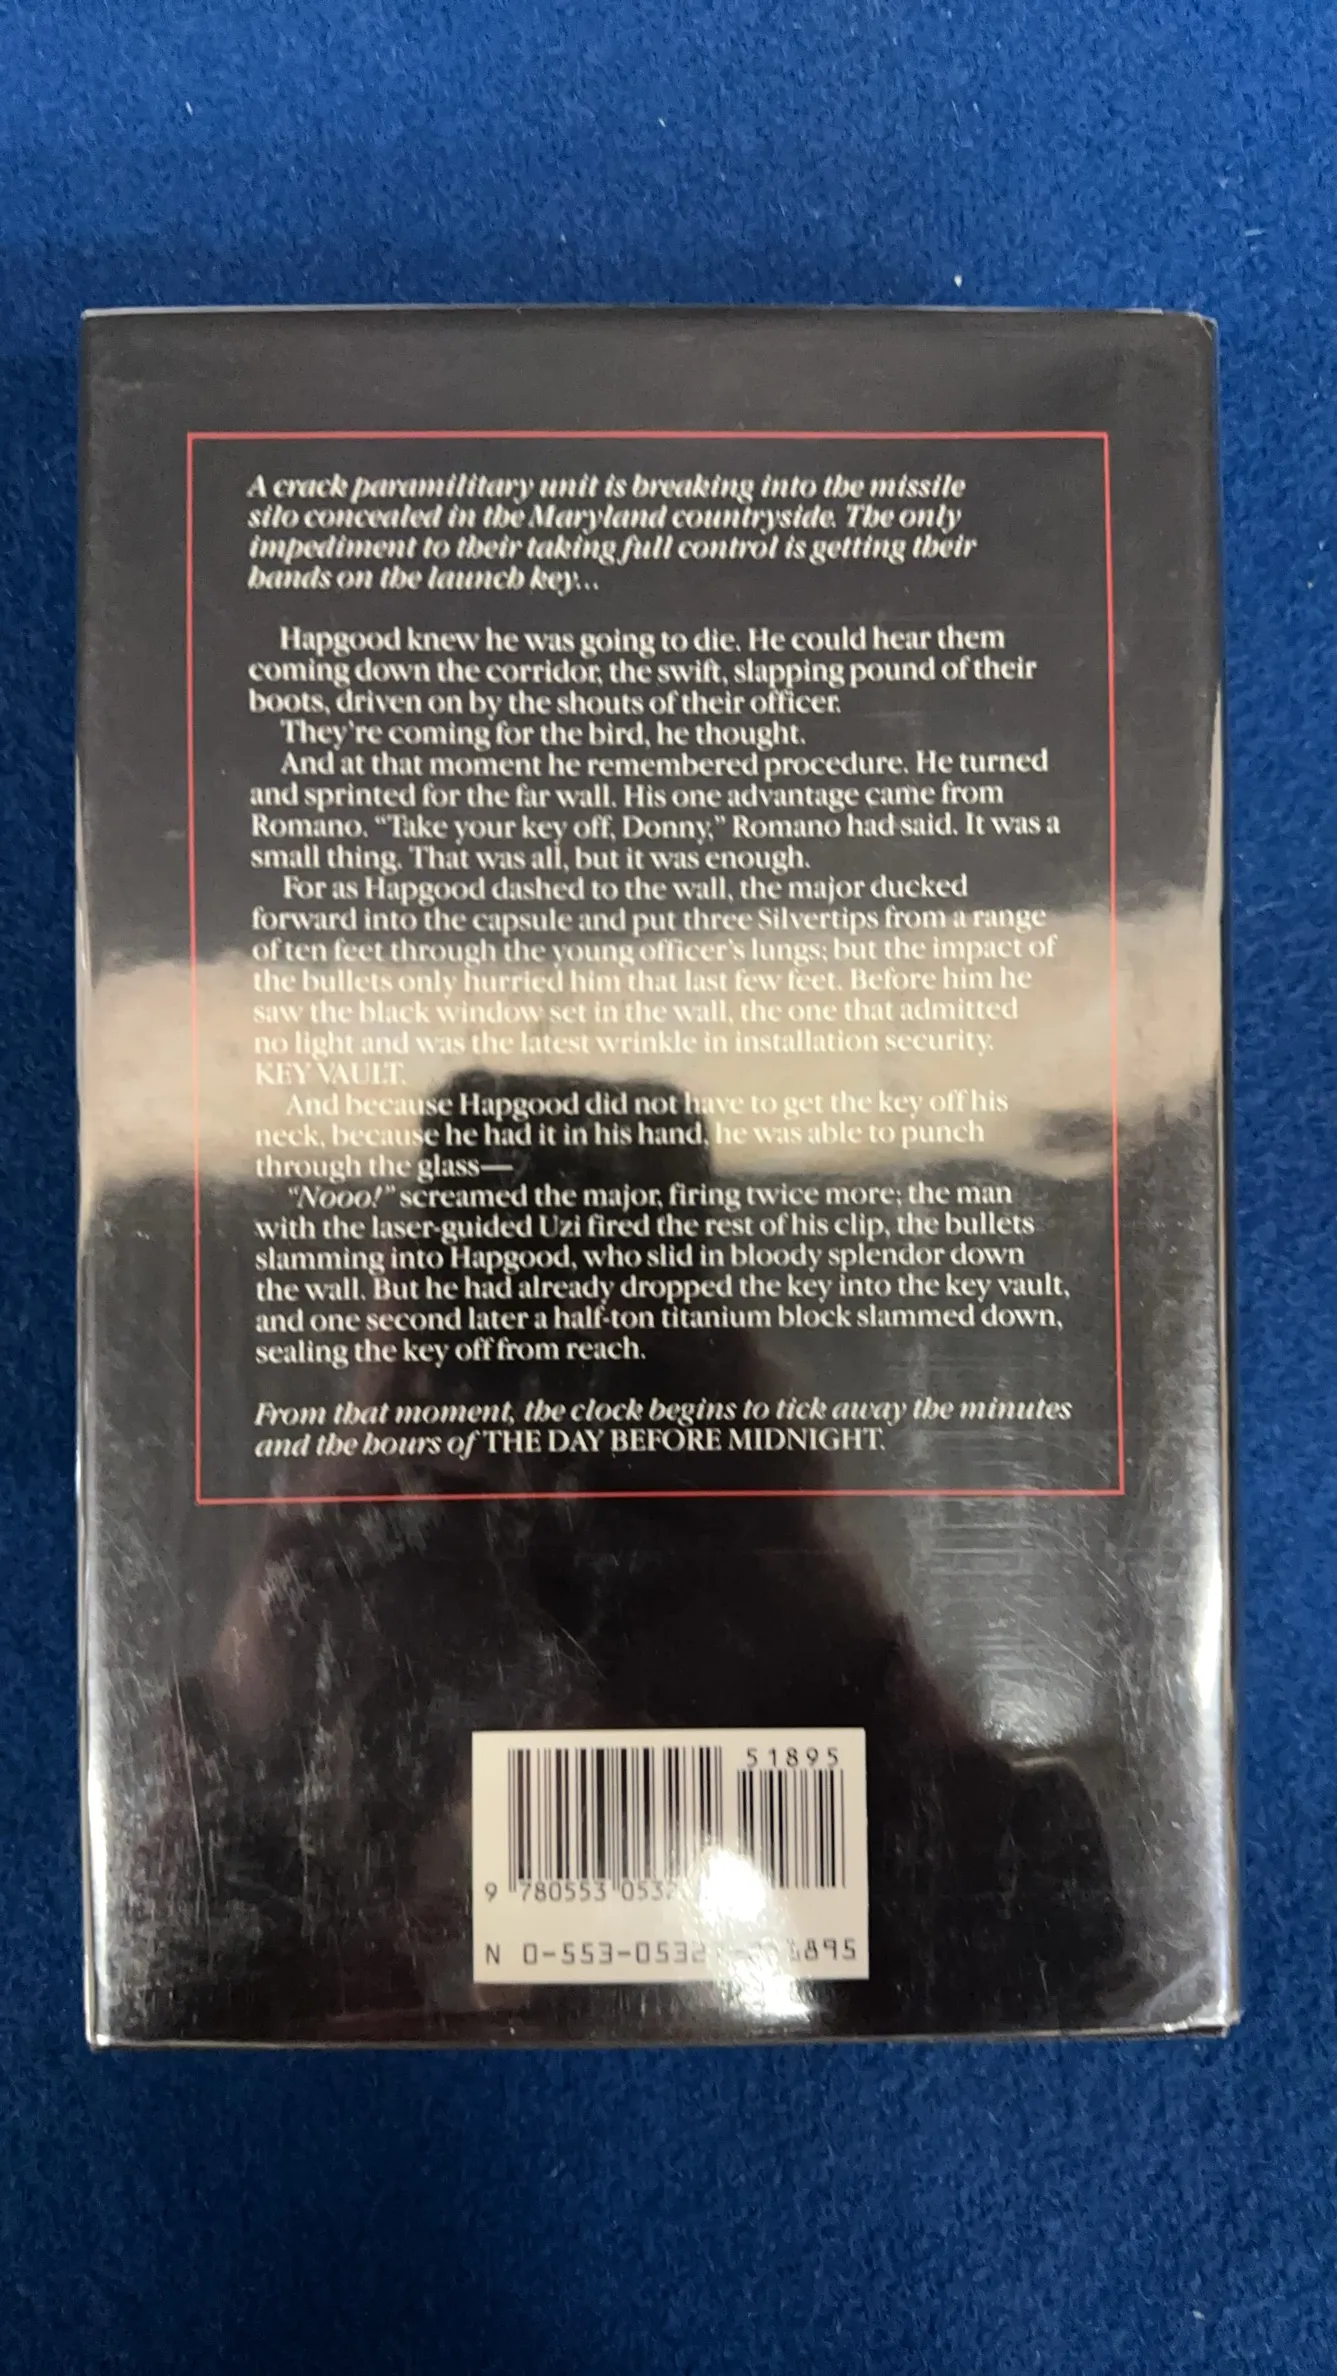 A crack paramilitary unit is breaking into the missile
silo concealed in the Maryland countryside. The only
impediment to their taking full control is getting their
hands on the launch key...
Hapgood knew he was going to die. He could hear them
coming down the corridor, the swift, slapping pound of their
boots, driven on by the shouts of their officer.
They're coming for the bird, he thought.
And at that moment he remembered procedure. He turned
and sprinted for the far wall. His one advantage came from
Romano. “Take your key off, Donny,” Romano had said. It was a
small thing. That was all, but it was enough.
For as Hapgood dashed to the wall, the major ducked
forward into the capsule and put three Silvertips from a range
of ten feet through the young officer's lungs; but the impact of
the bullets only hurried him that last few feet. Before him he
saw the black window set in the wall, the one that admitted
no light and was the latest wrinkle in installation security.
KEY VAULT.
And because Hapgood did not have to get the key off his
neck, because he had it in his hand, he was able to punch
through the glass—
“Nooo!” screamed the major, firing twice more; the man
with the laser-guided Uzi fired the rest of his clip, the bullets
slamming into Hapgood, who slid in bloody splendor down
the wall. But he had already dropped the key into the key vault,
and one second later a half-ton titanium block slammed down,
sealing the key off from reach.
From that moment, the clock begins to tick away the minutes
and the hours of THE DAY BEFORE MIDNIGHT.
51895
9 780553
N